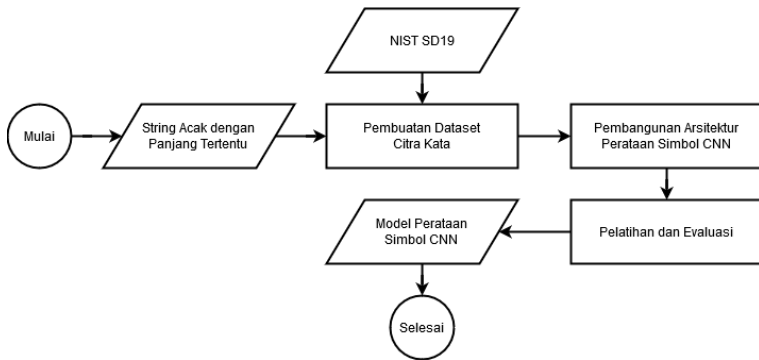 NIST SD19
Mulai
String Acak dengan
Panjang Tertentu
Pembuatan Dataset
Citra Kata
Pembangunan Arsitektur
Perataan Simbol CNN
Model Perataan
Simbol CNN
Pelatihan dan Evaluasi
Selesai